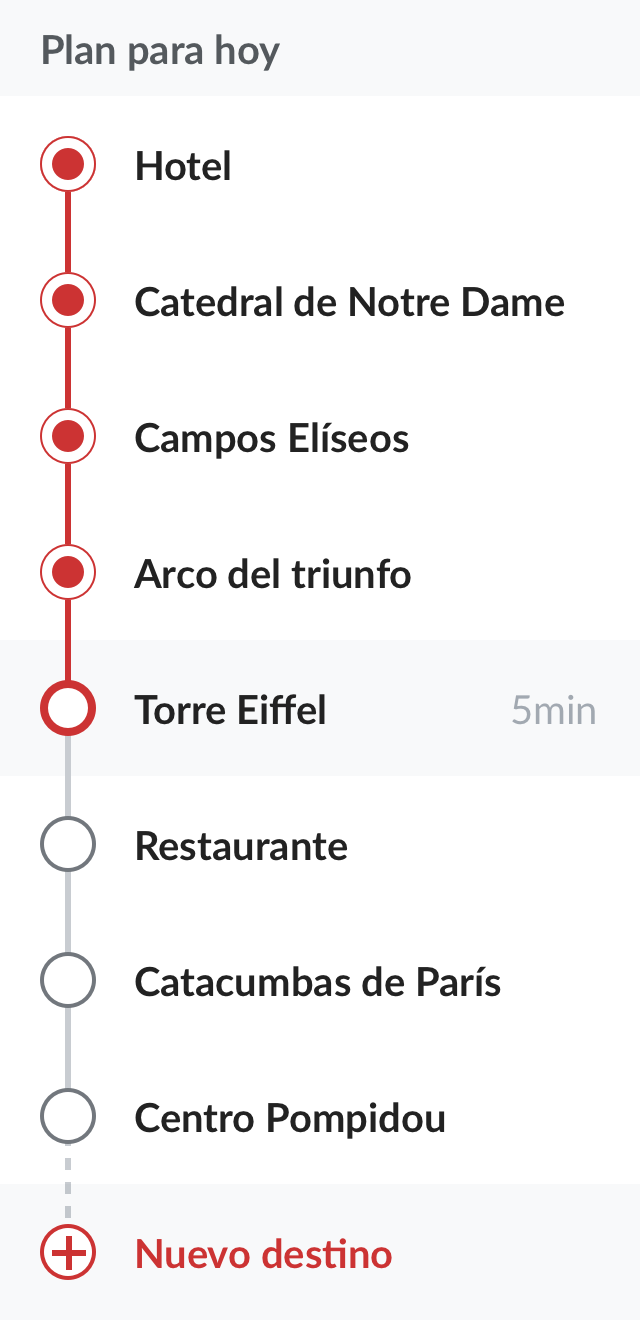 Plan para hoy
Hotel
Catedral de Notre Dame
Campos Elíseos
Arco del triunfo
Torre Eiffel 5min
Restaurante
Catacumbas de París
Centro Pompidou
Nuevo destino